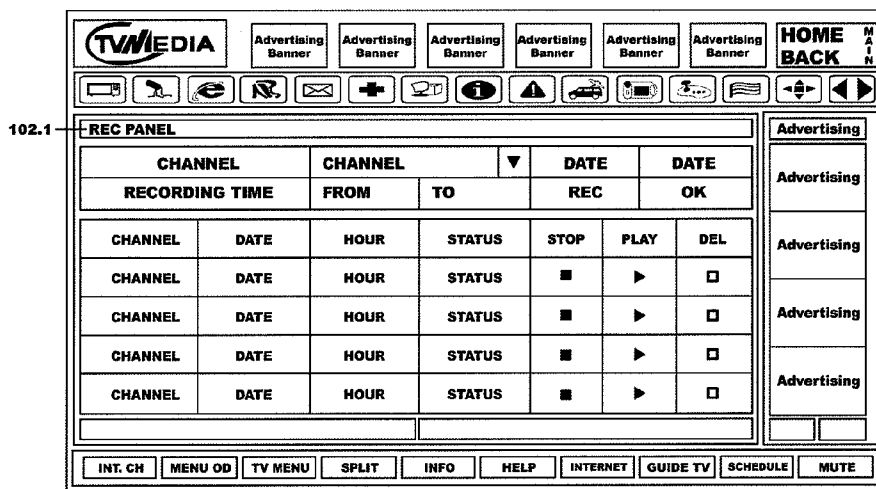 TVMEDIA
Advertising Banner
Advertising Banner
Advertising Banner
Advertising Banner
Advertising Banner
Advertising Banner
HOME
BACK
MAIN
102.1
REC PANEL
Advertising
CHANNEL CHANNEL ▼ DATE DATE
RECORDING TIME FROM TO REC OK
Advertising
CHANNEL DATE HOUR STATUS STOP PLAY DEL
Advertising
CHANNEL DATE HOUR STATUS
CHANNEL DATE HOUR STATUS
Advertising
CHANNEL DATE HOUR STATUS
Advertising
CHANNEL DATE HOUR STATUS
INT. CH MENU OD TV MENU SPLIT INFO HELP INTERNET GUIDE TV SCHEDULE MUTE